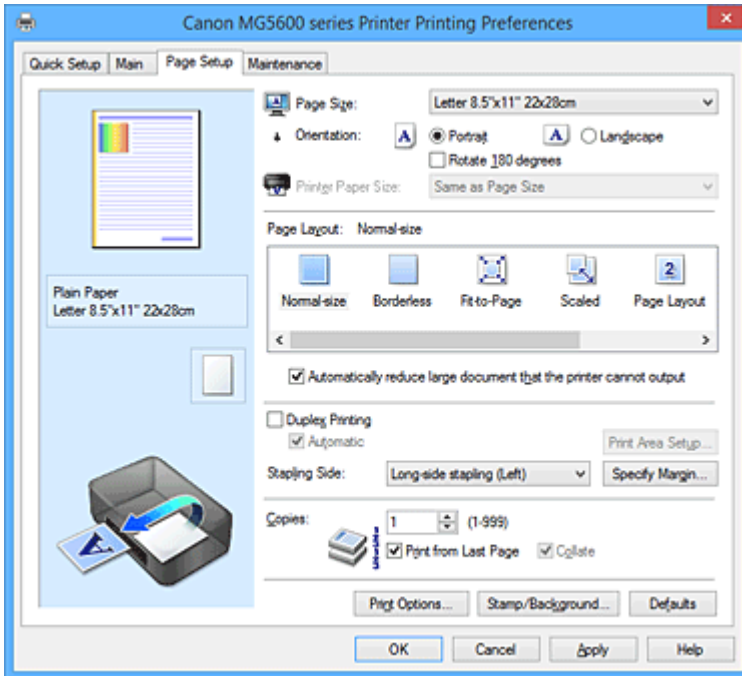 Canon MG5600 series Printer Printing Preferences
Quick Setup Main Page Setup Maintenance
Page Size: Letter 8.5"x11" 22x28cm
Orientation: A Portrait A Landscape
Rotate 180 degrees
Printer Paper Size: Same as Page Size
Page Layout: Normal-size
2
Normal-size Borderless Fit-to-Page Scaled Page Layout
Plain Paper
Letter 8.5"x11" 22x28cm
Automatically reduce large document that the printer cannot output
Duplex Printing
Automatic
Print Area Setup...
Stapling Side: Long-side stapling (Left) Specify Margin...
Copies: 1 (1-999)
Print from Last Page Collate
A
Print Options... Stamp/Background... Defaults
OK Cancel Apply Help